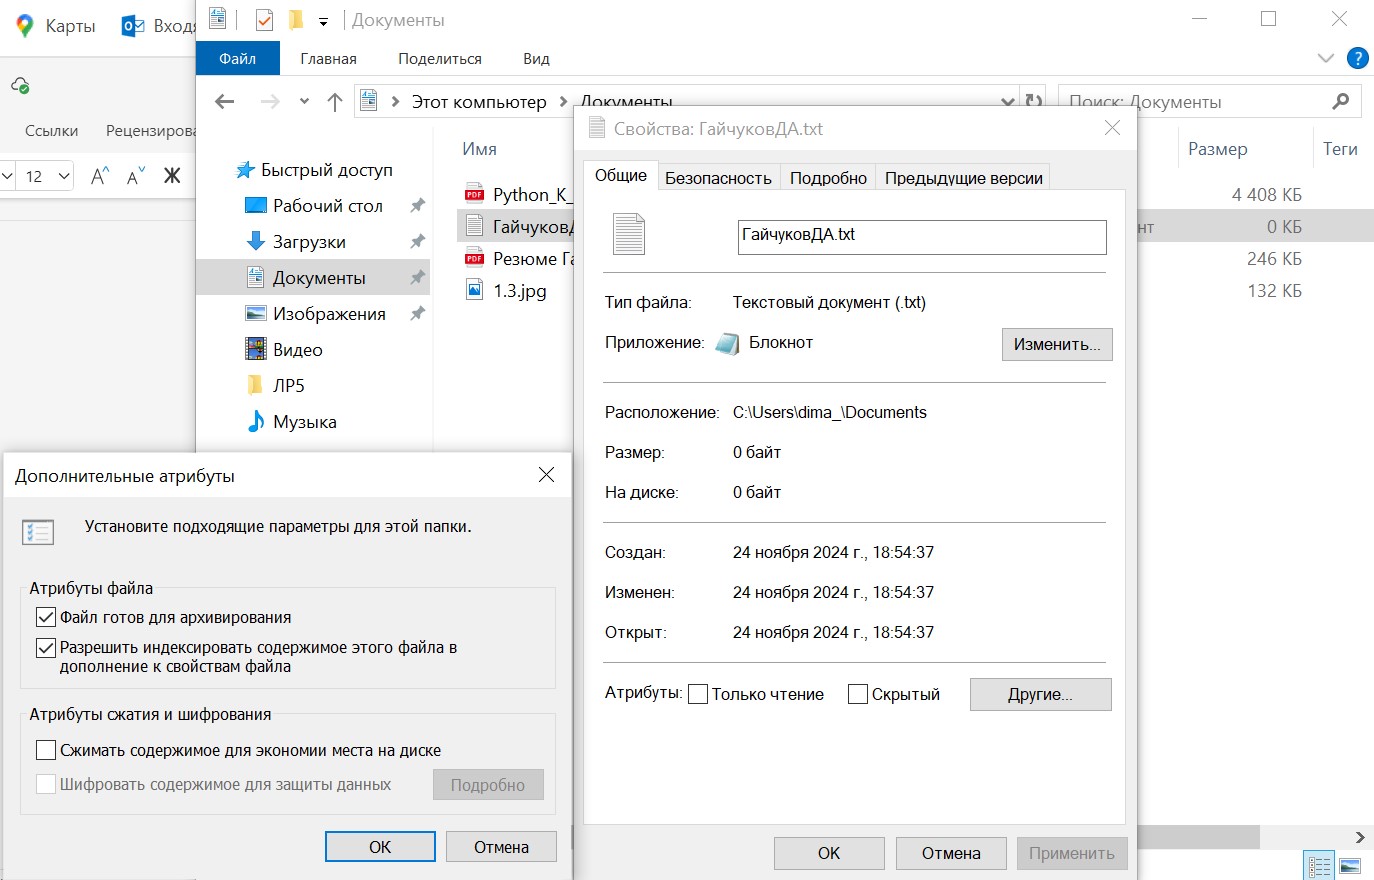 Карты
Документы
Файл
Главная
Поделиться
Вид
?
Ссылки
Этот компьютер
Документы
Поиск: Документы
12
Ж
Быстрый доступ
Рабочий стол
Загрузки
Документы
Изображения
Видео
ЛР5
Музыка
Имя
Размер
Теги
PDF Python_K_
4 408 КБ
0 КБ
PDF Резюме Га
246 КБ
1.3.jpg
132 КБ
Свойства: ГайчуковДА.txt
Общие
Безопасность
Подробно
Предыдущие версии
ГайчуковДА.txt
Тип файла: Текстовый документ (.txt)
Приложение: Блокнот
Изменить...
Расположение: C:\Users\dima_\Documents
Размер: 0 байт
На диске: 0 байт
Создан: 24 ноября 2024 г., 18:54:37
Изменен: 24 ноября 2024 г., 18:54:37
Открыт: 24 ноября 2024 г., 18:54:37
Атрибуты: Только чтение Скрытый Другие...
OK Отмена Применить
Дополнительные атрибуты
Установите подходящие параметры для этой папки.
Атрибуты файла
Файл готов для архивирования
Разрешить индексировать содержимое этого файла в
дополнение к свойствам файла
Атрибуты сжатия и шифрования
Сжимать содержимое для экономии места на диске
Шифровать содержимое для защиты данных Подробно
OK Отмена